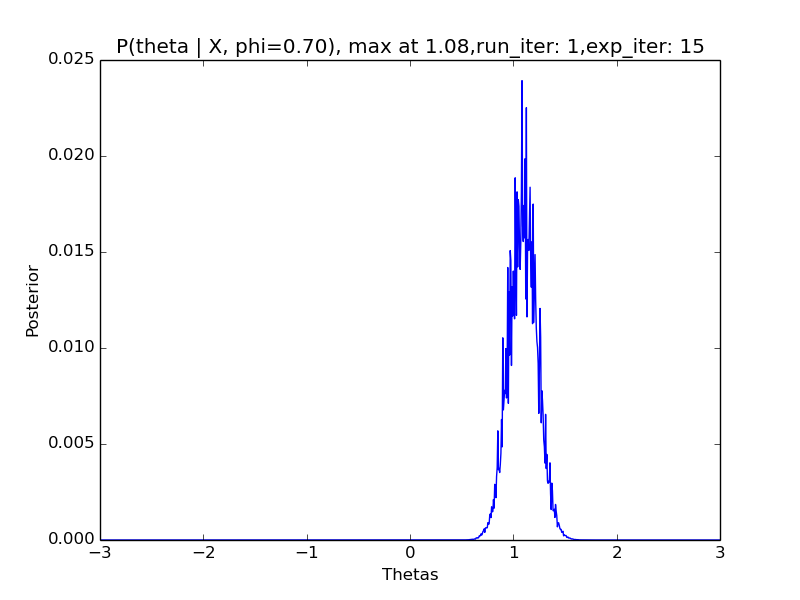 P(theta | X, phi=0.70), max at 1.08,run_iter: 1,exp_iter: 15
0.025
0.020
0.015
0.010
0.005
0.000
Posterior
−3 −2 −1 0 1 2 3
Thetas